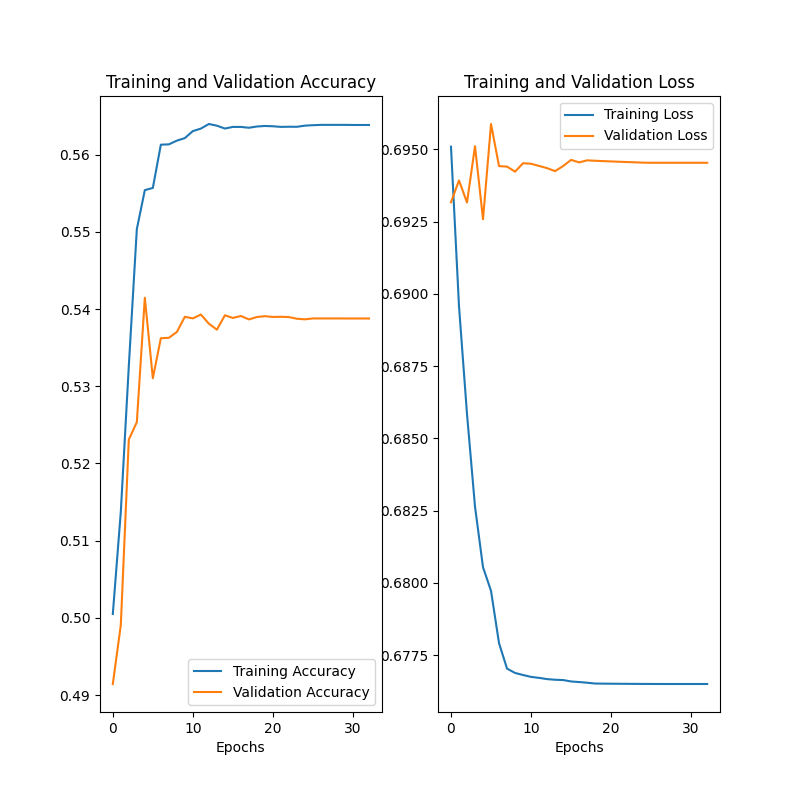 Training and Validation Accuracy
0.56
0.55
0.54
0.53
0.52
0.51
0.50
0.49
Training Accuracy
Validation Accuracy
0 10 20 30
Epochs
Training and Validation Loss
Training Loss
Validation Loss
0.6950
0.6925
0.6900
0.6875
0.6850
0.6825
0.6800
0.6775
0 10 20 30
Epochs